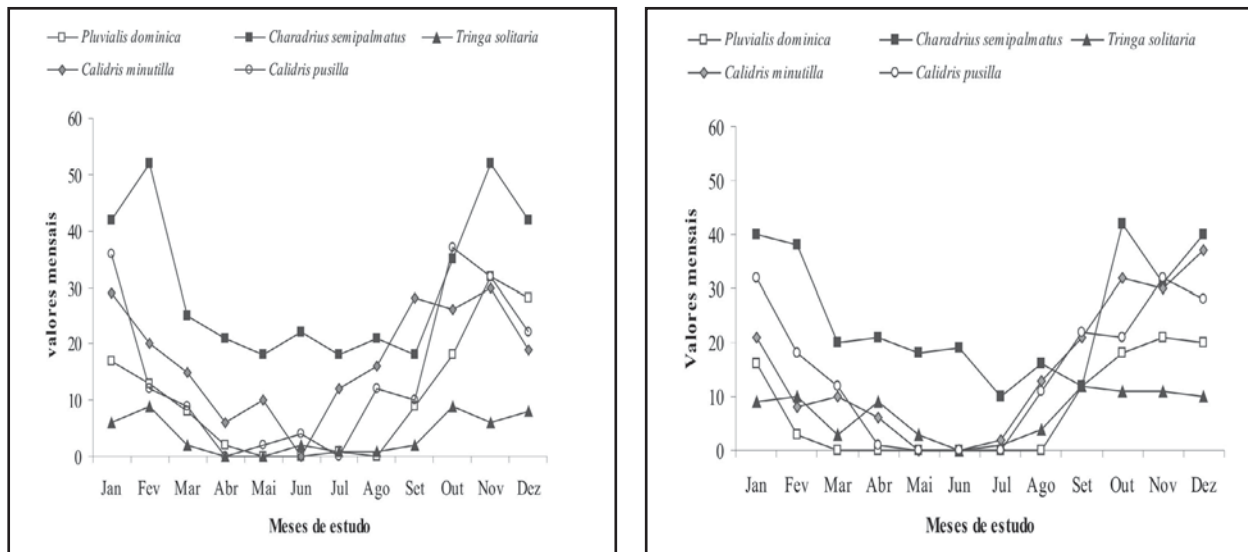 Pluvialis dominica Charadrius semipalmatus Tringa solitaria
Calidris minutilla Calidris pusilla
60
50
40
30
20
10
0
valores mensais
Jan Fev Mar Abr Mai Jun Jul Ago Set Out Nov Dez
Meses de estudo
Pluvialis dominica Charadrius semipalmatus Tringa solitaria
Calidris minutilla Calidris pusilla
60
50
40
30
20
10
0
Valores mensais
Jan Fev Mar Abr Mai Jun Jul Ago Set Out Nov Dez
Meses de estudo